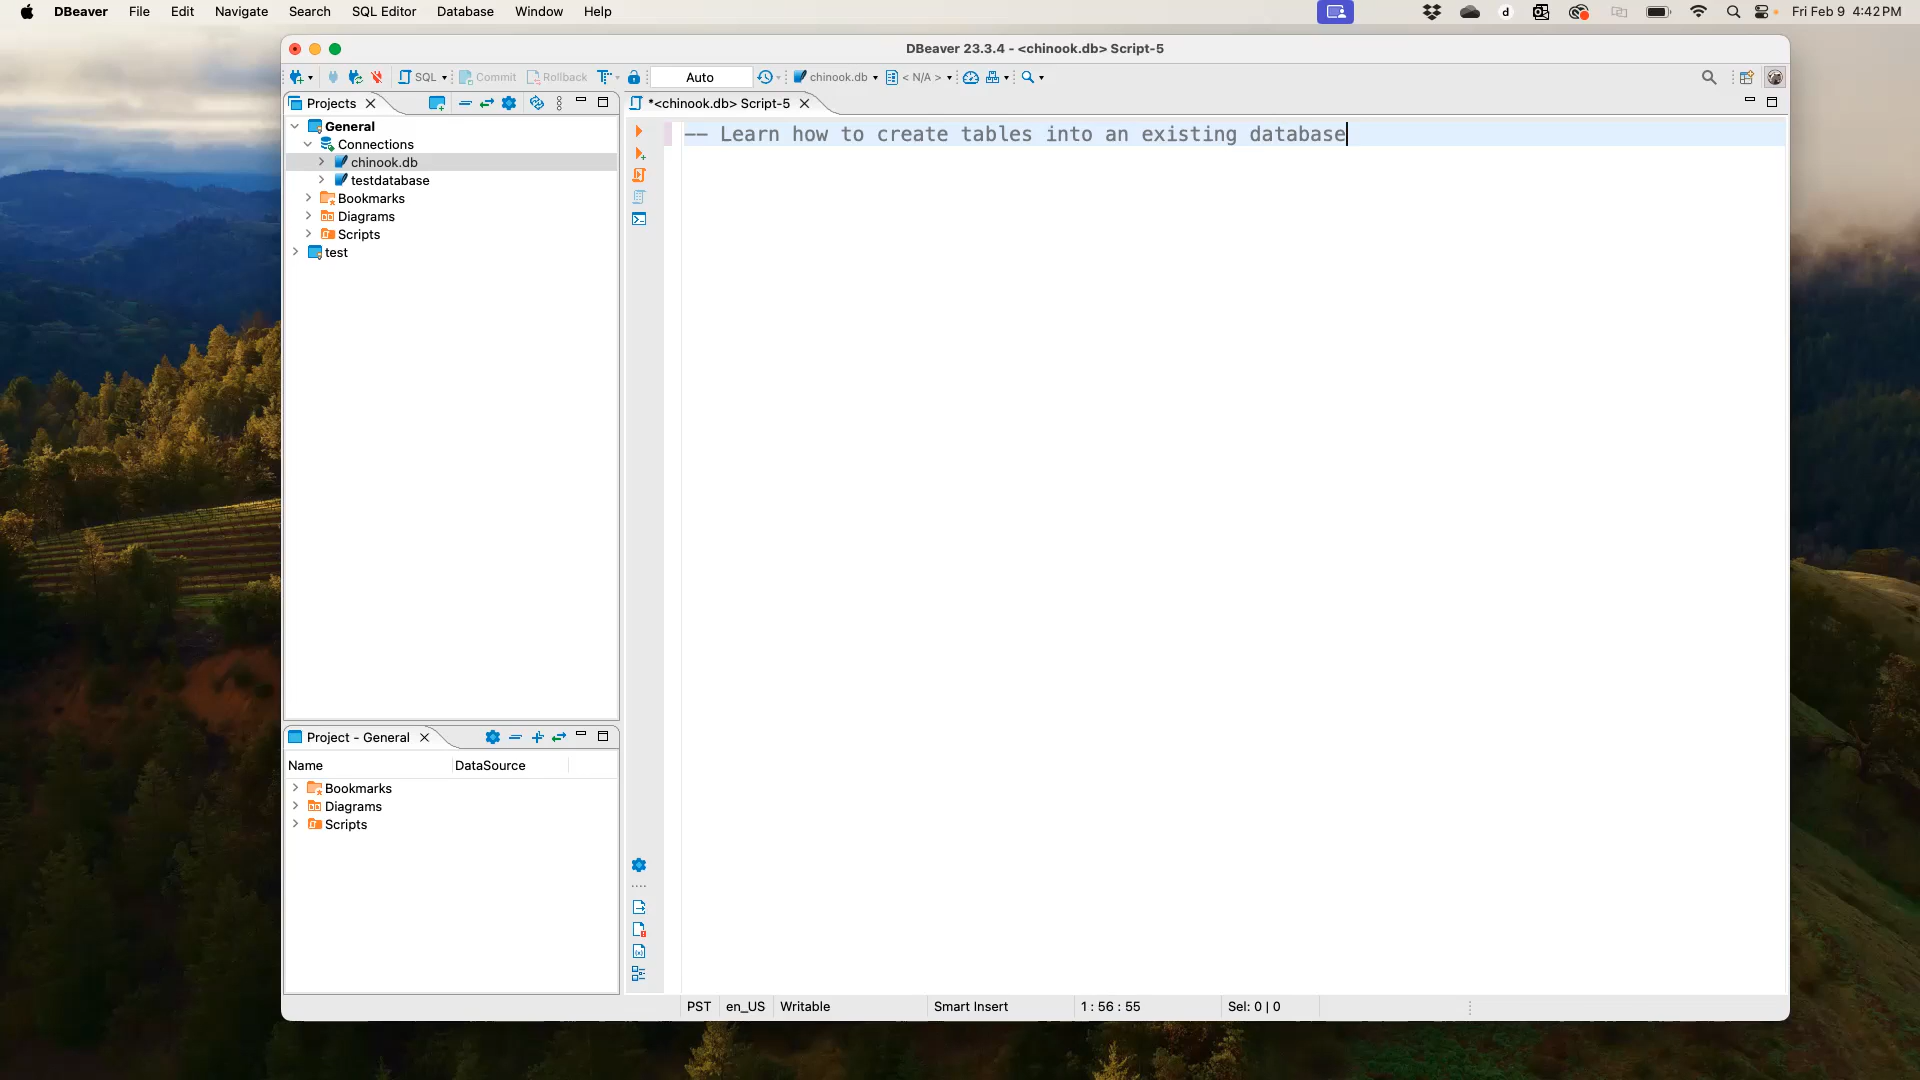 DBeaver File Edit Navigate Search SQL Editor Database Window Help
d
Fri Feb 9 4:42 PM
DBeaver 23.3.4 - <chinook.db> Script-5
SQL
Commit
Rollback
Auto
chinook.db
< N/A >
Projects
*<chinook.db> Script-5
General
Connections
chinook.db
testdatabase
Bookmarks
Diagrams
Scripts
test
-- Learn how to create tables into an existing database
Project - General
Name DataSource
Bookmarks
Diagrams
Scripts
PST en_US Writable Smart Insert 1 : 56 : 55 Sel: 0 | 0